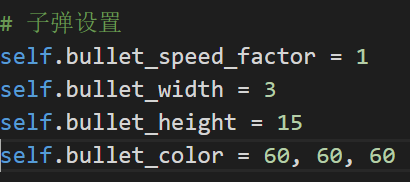 # 子弹设置
self.bullet_speed_factor = 1
self.bullet_width = 3
self.bullet_height = 15
self.bullet_color = 60, 60, 60